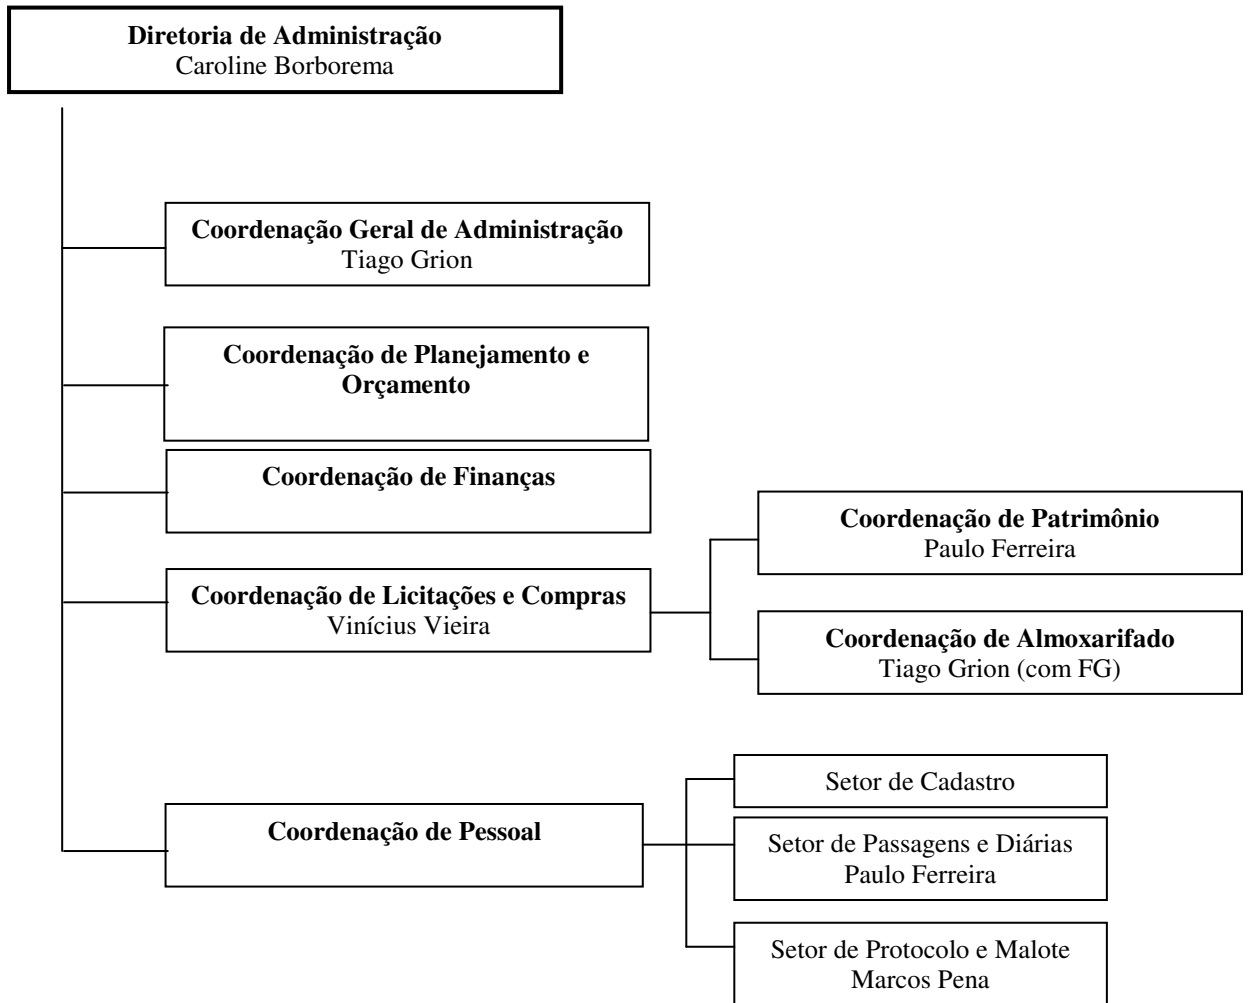 Diretoria de Administração
Caroline Borborema
Coordenação Geral de Administração
Tiago Grion
Coordenação de Planejamento e
Orçamento
Coordenação de Finanças
Coordenação de Licitações e Compras
Vinícius Vieira
Coordenação de Patrimônio
Paulo Ferreira
Coordenação de Almoxarifado
Tiago Grion (com FG)
Coordenação de Pessoal
Setor de Cadastro
Setor de Passagens e Diárias
Paulo Ferreira
Setor de Protocolo e Malote
Marcos Pena